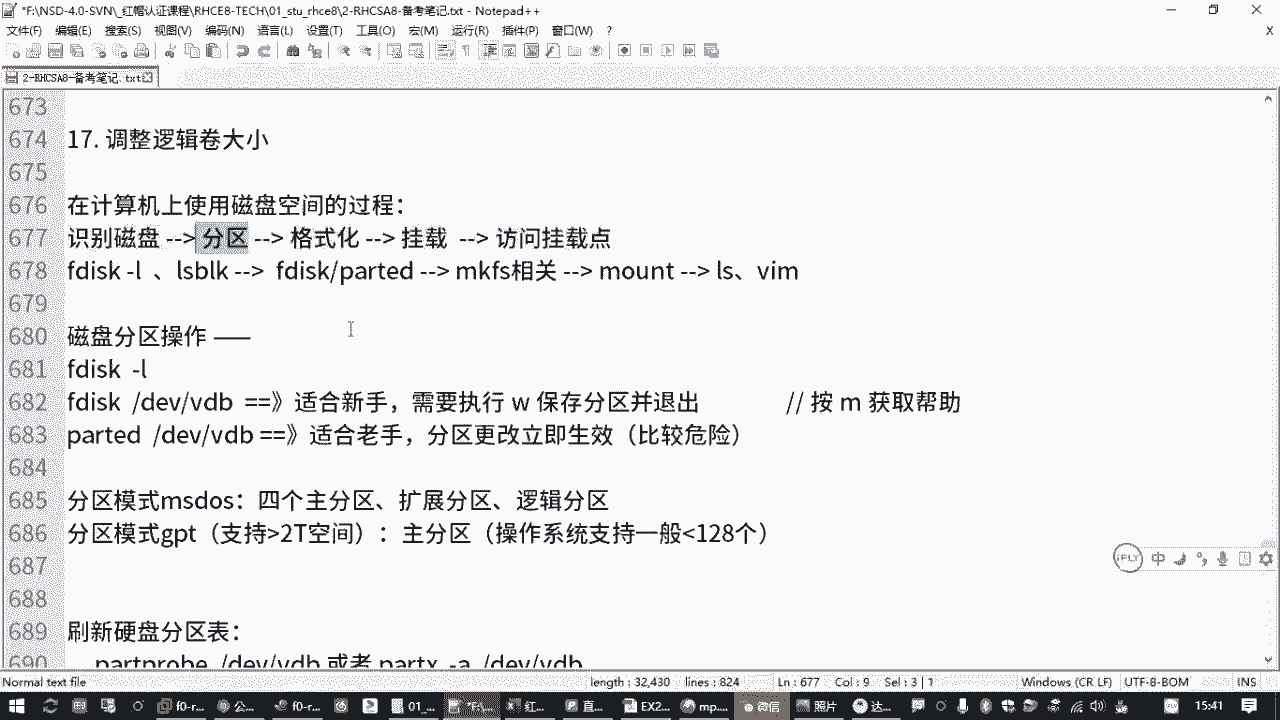 *F:\NSD-4.0-SVN\_红帽认证课程\RHCE8-TECH\01_stu_rhce8\2-RHCSA8-备考笔记.txt - Notepad++
文件(F) 编辑(E) 搜索(S) 视图(V) 编码(N) 语言(L) 设置(T) 工具(O) 宏(M) 运行(R) 插件(P) 窗口(W) ? X
2-RHCSA8-备考笔记.txt
673
674 17. 调整逻辑卷大小
675
676 在计算机上使用磁盘空间的过程：
677 识别磁盘 --> 分区 --> 格式化 --> 挂载 --> 访问挂载点
678 fdisk -l 、lsblk --> fdisk/parted --> mkfs相关 --> mount --> ls、vim
679
680 磁盘分区操作 ——
681 fdisk -l
682 fdisk /dev/vdb ==》适合新手，需要执行 w 保存分区并退出 // 按 m 获取帮助
683 parted /dev/vdb ==》适合老手，分区更改立即生效（比较危险）
684
685 分区模式msdos：四个主分区、扩展分区、逻辑分区
686 分区模式gpt（支持>2T空间）：主分区（操作系统支持一般<128个）
687
688
689 刷新硬盘分区表：
690 partprobe /dev/vdb 或者 partx -a /dev/vdb
iFLY 中
Normal text file length : 32,430 lines : 824 Ln : 677 Col : 9 Sel : 3 | 1 Windows (CR LF) UTF-8-BOM INS
f0-r... 公... f0-r... 01_... *F:\... 红... 直... EX2... mp... 微信 照片 达... 15:41